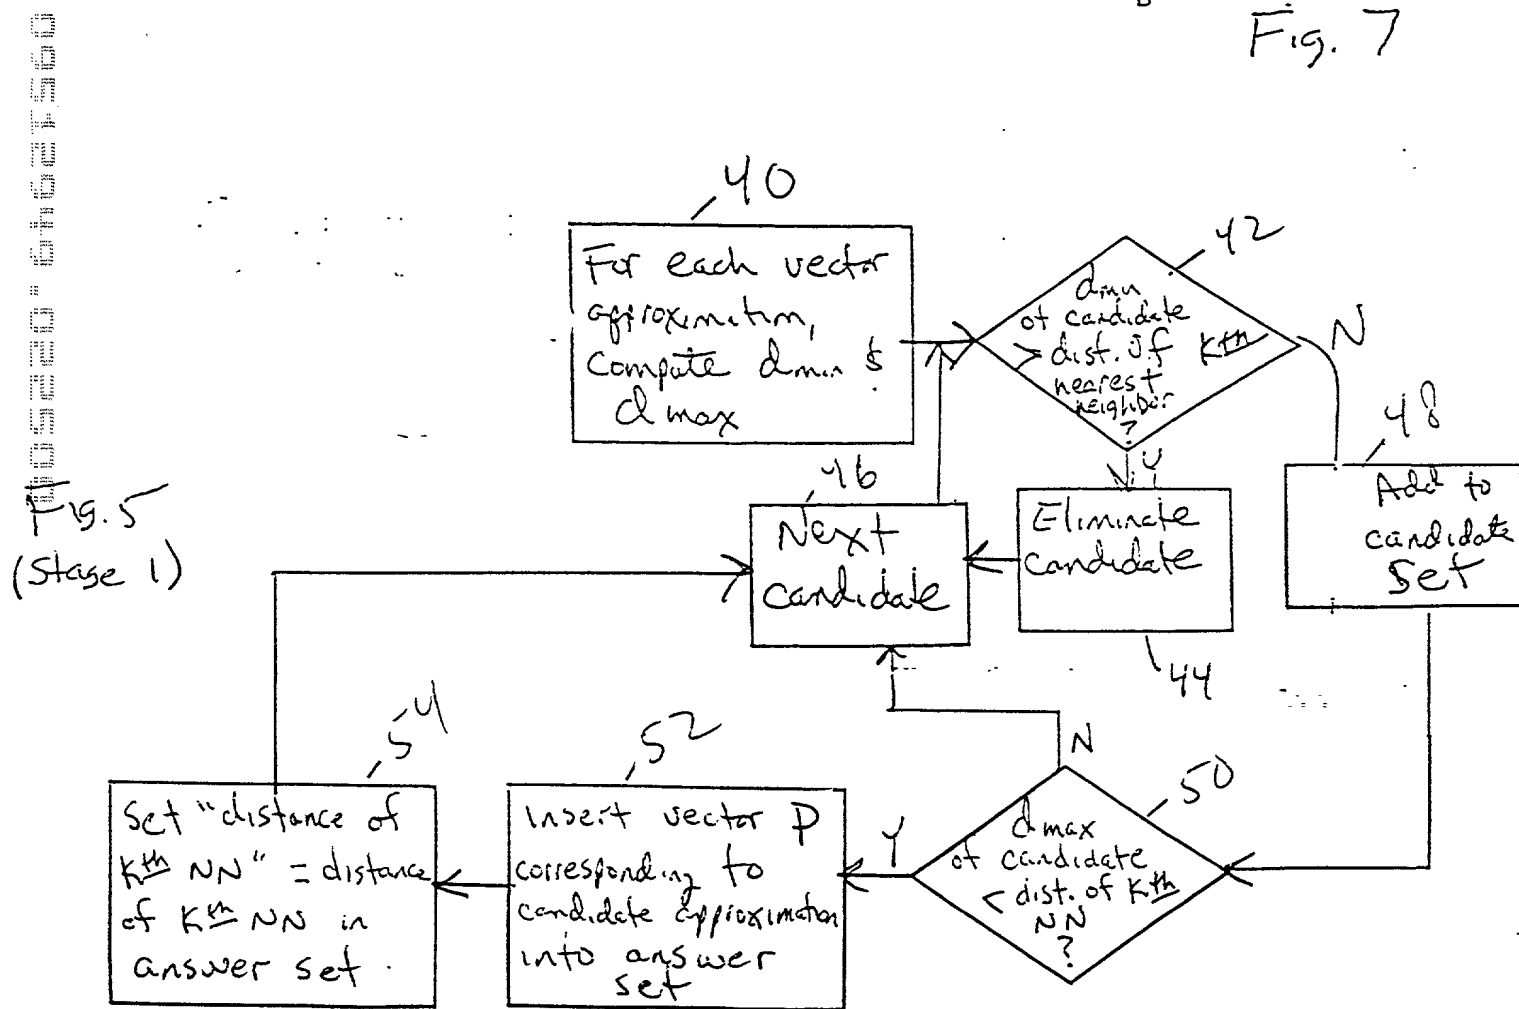 Fig. 7
40
For each vector
approximation,
Compute dmin &
dmax
42
dmin
of candidate
> dist. of Kth
nearest
neighbor
?
N
Y
48
Add to
candidate
Set
46
Next
candidate
Eliminate
candidate
44
Fig. 5
(Stage 1)
54
Set "distance of
Kth NN" = distance
of Kth NN in
answer set.
52
Insert vector P
corresponding to
candidate approximation
into answer
set
Y
N
50
dmax
of candidate
< dist. of Kth
NN
?